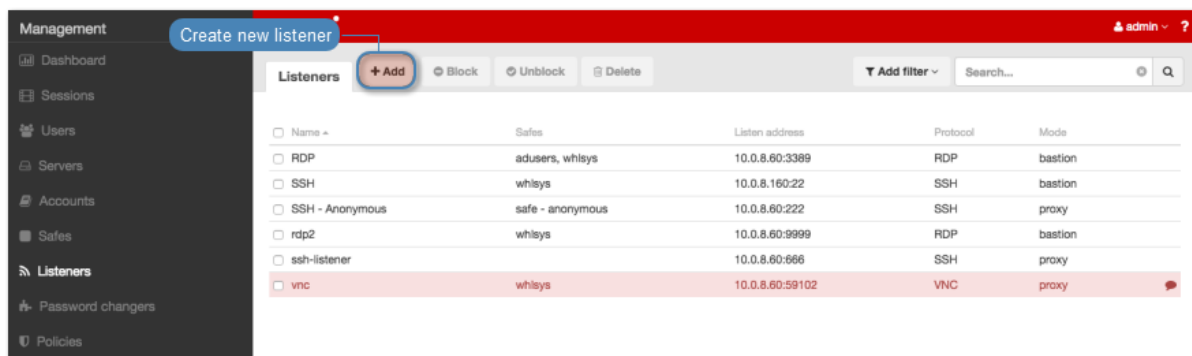 Management
Create new listener
admin
?
Dashboard
Sessions
Users
Servers
Accounts
Safes
Listeners
Password changers
Policies
Listeners
+ Add
Block
Unblock
Delete
Add filter
Search...
Name
Safes
Listen address
Protocol
Mode
RDP adusers, whlsys 10.0.8.60:3389 RDP bastion
SSH whlsys 10.0.8.160:22 SSH bastion
SSH - Anonymous safe - anonymous 10.0.8.60:222 SSH proxy
rdp2 whlsys 10.0.8.60:9999 RDP bastion
ssh-listener 10.0.8.60:666 SSH proxy
vnc whlsys 10.0.8.60:59102 VNC proxy